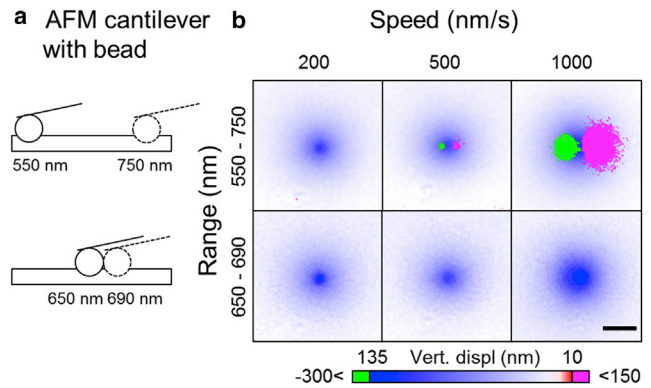 a AFM cantilever
with bead
550 nm 750 nm
650 nm 690 nm
b Speed (nm/s)
200 500 1000
Range (nm)
550 - 750
650 - 690
135 Vert. displ (nm) 10
-300< <150